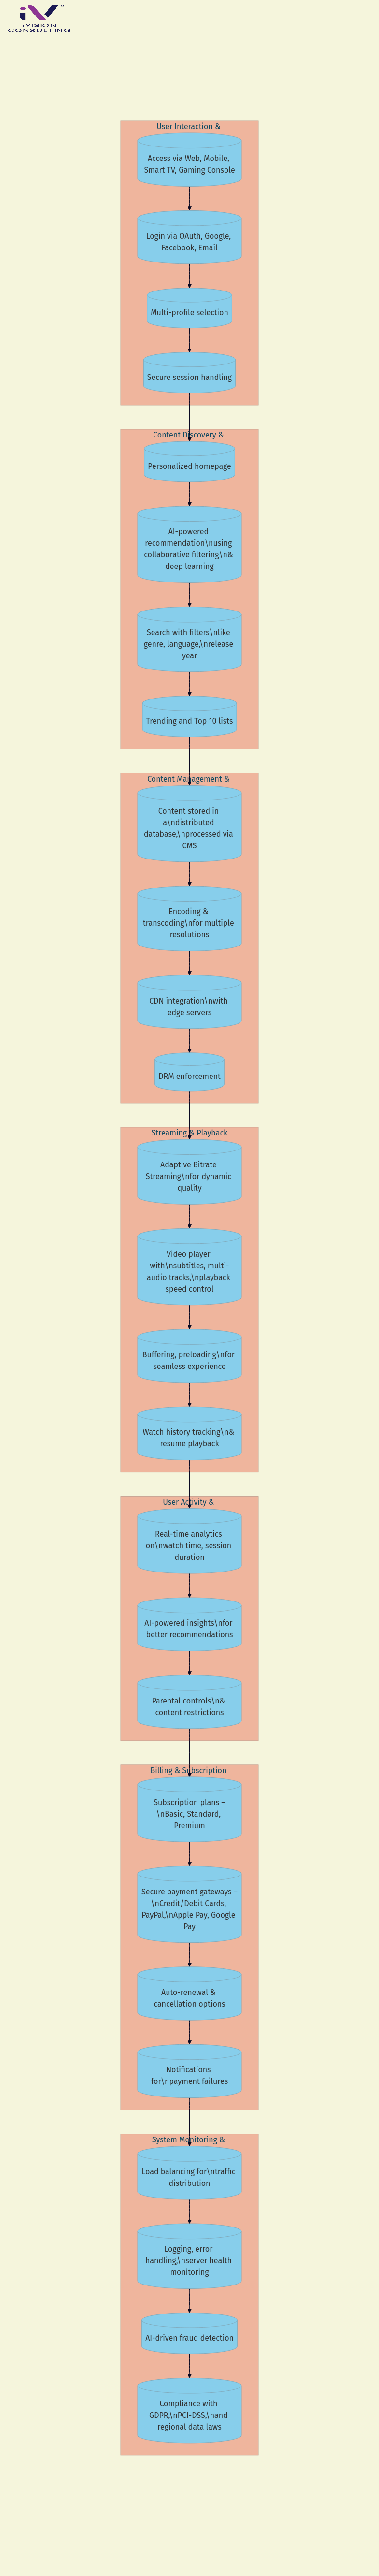 iV™
iVISION
CONSULTING
User Interaction &
Access via Web, Mobile,
Smart TV, Gaming Console
Login via OAuth, Google,
Facebook, Email
Multi-profile selection
Secure session handling
Content Discovery &
Personalized homepage
AI-powered
recommendation\nusing
collaborative filtering\n&
deep learning
Search with filters\nlike
genre, language,\nrelease
year
Trending and Top 10 lists
Content Management &
Content stored in
a\ndistributed
database,\nprocessed via
CMS
Encoding &
transcoding\nfor multiple
resolutions
CDN integration\nwith
edge servers
DRM enforcement
Streaming & Playback
Adaptive Bitrate
Streaming\nfor dynamic
quality
Video player
with\nsubtitles, multi-
audio tracks,\nplayback
speed control
Buffering, preloading\nfor
seamless experience
Watch history tracking\n&
resume playback
User Activity &
Real-time analytics
on\nwatch time, session
duration
AI-powered insights\nfor
better recommendations
Parental controls\n&
content restrictions
Billing & Subscription
Subscription plans –
\nBasic, Standard,
Premium
Secure payment gateways –
\nCredit/Debit Cards,
PayPal,\nApple Pay, Google
Pay
Auto-renewal &
cancellation options
Notifications
for\npayment failures
System Monitoring &
Load balancing for\ntraffic
distribution
Logging, error
handling,\nserver health
monitoring
AI-driven fraud detection
Compliance with
GDPR,\nPCI-DSS,\nand
regional data laws